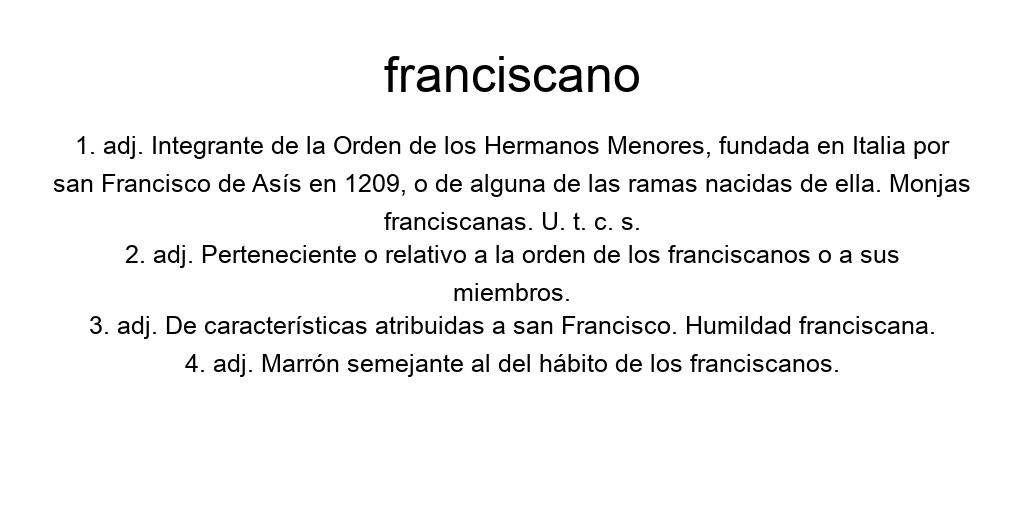 franciscano
1. adj. Integrante de la Orden de los Hermanos Menores, fundada en Italia por
san Francisco de Asís en 1209, o de alguna de las ramas nacidas de ella. Monjas
franciscanas. U. t. c. s.
2. adj. Perteneciente o relativo a la orden de los franciscanos o a sus
miembros.
3. adj. De características atribuidas a san Francisco. Humildad franciscana.
4. adj. Marrón semejante al del hábito de los franciscanos.